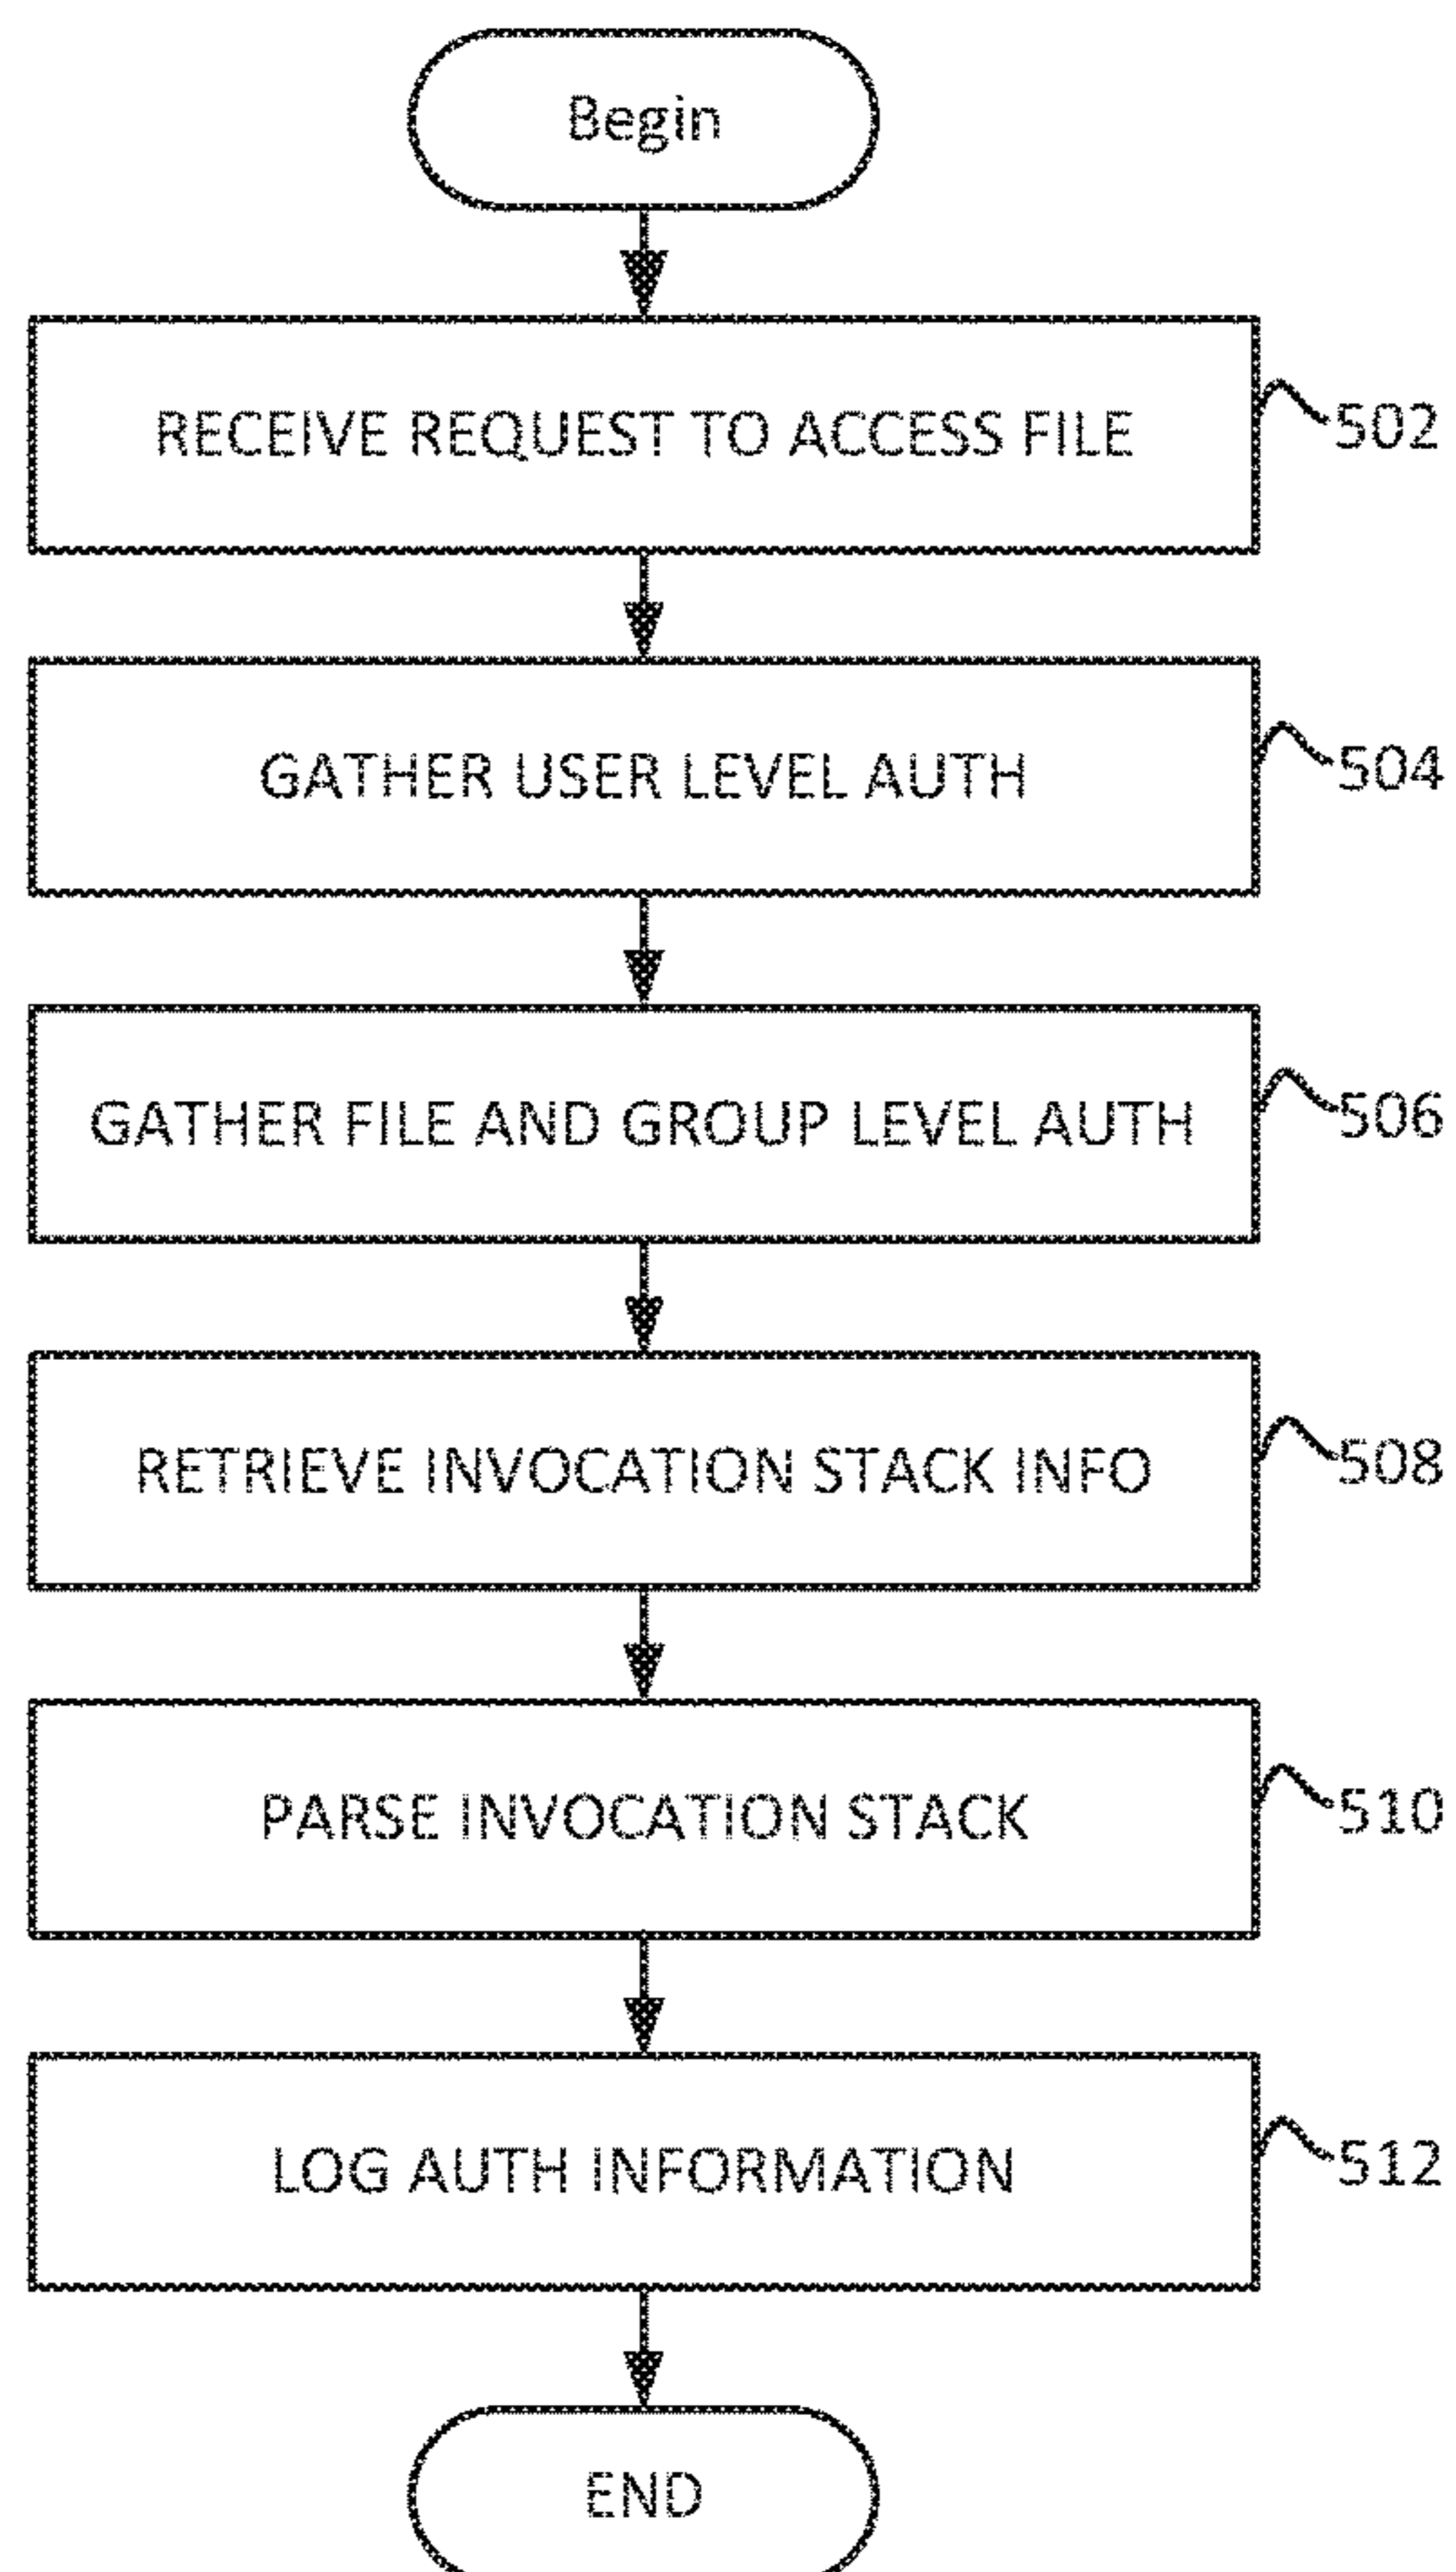 Begin
RECEIVE REQUEST TO ACCESS FILE
502
GATHER USER LEVEL AUTH
504
GATHER FILE AND GROUP LEVEL AUTH
506
RETRIEVE INVOCATION STACK INFO
508
PARSE INVOCATION STACK
510
LOG AUTH INFORMATION
512
END